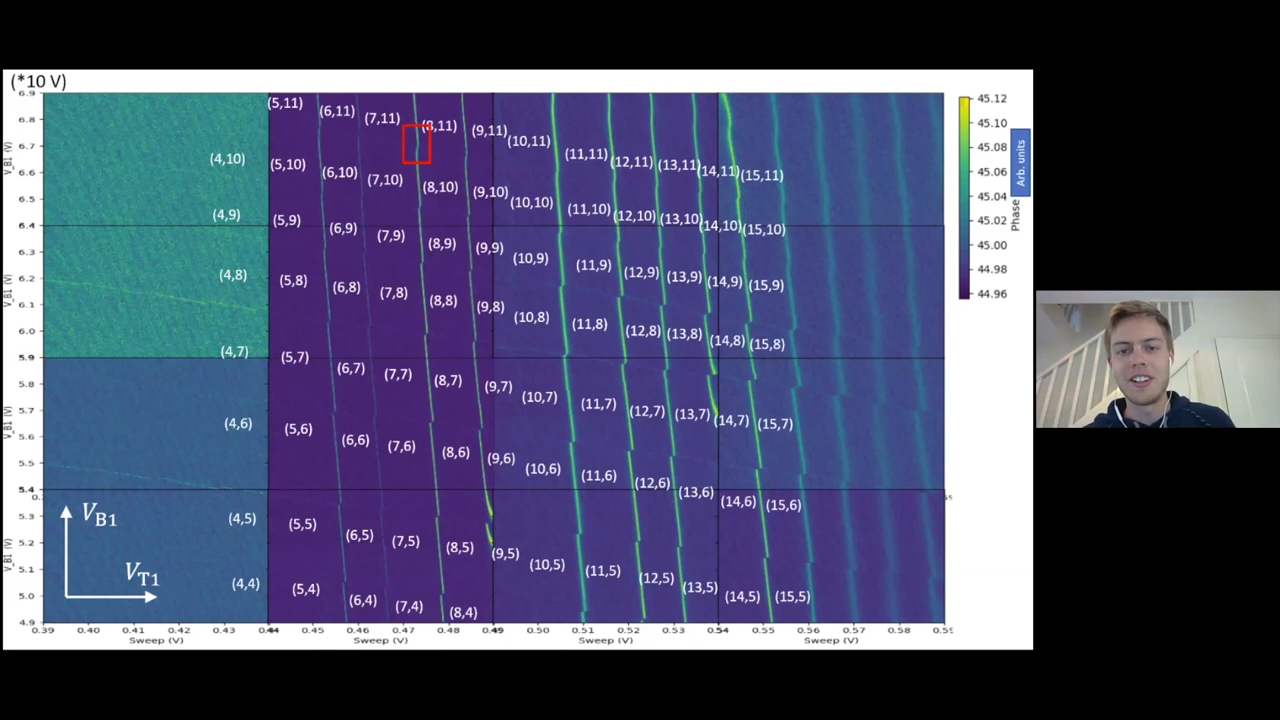 (*10 V)
6.9
6.8
6.7
6.6
6.5
6.4
6.3
6.2
6.1
6.0
5.9
5.8
5.7
5.6
5.5
5.4
5.3
5.2
5.1
5.0
4.9
V_B1 (V)
V_B1 (V)
V_B1 (V)
V_B1 (V)
(5,11) (6,11) (7,11) (8,11) (9,11) (10,11) (11,11) (12,11) (13,11) (14,11) (15,11)
(4,10) (5,10) (6,10) (7,10) (8,10) (9,10) (10,10) (11,10) (12,10) (13,10) (14,10) (15,10)
(4,9) (5,9) (6,9) (7,9) (8,9) (9,9) (10,9) (11,9) (12,9) (13,9) (14,9) (15,9)
(4,8) (5,8) (6,8) (7,8) (8,8) (9,8) (10,8) (11,8) (12,8) (13,8) (14,8) (15,8)
(4,7) (5,7) (6,7) (7,7) (8,7) (9,7) (10,7) (11,7) (12,7) (13,7) (14,7) (15,7)
(4,6) (5,6) (6,6) (7,6) (8,6) (9,6) (10,6) (11,6) (12,6) (13,6) (14,6) (15,6)
(4,5) (5,5) (6,5) (7,5) (8,5) (9,5) (10,5) (11,5) (12,5) (13,5) (14,5) (15,5)
(4,4) (5,4) (6,4) (7,4) (8,4)
V_B1
V_T1
0.39 0.40 0.41 0.42 0.43 0.44 0.45 0.46 0.47 0.48 0.49 0.50 0.51 0.52 0.53 0.54 0.55 0.56 0.57 0.58
Sweep (V) Sweep (V) Sweep (V) Sweep (V)
45.12
45.10
45.08
45.06
45.04
45.02
45.00
44.98
44.96
Phase
Arb. units